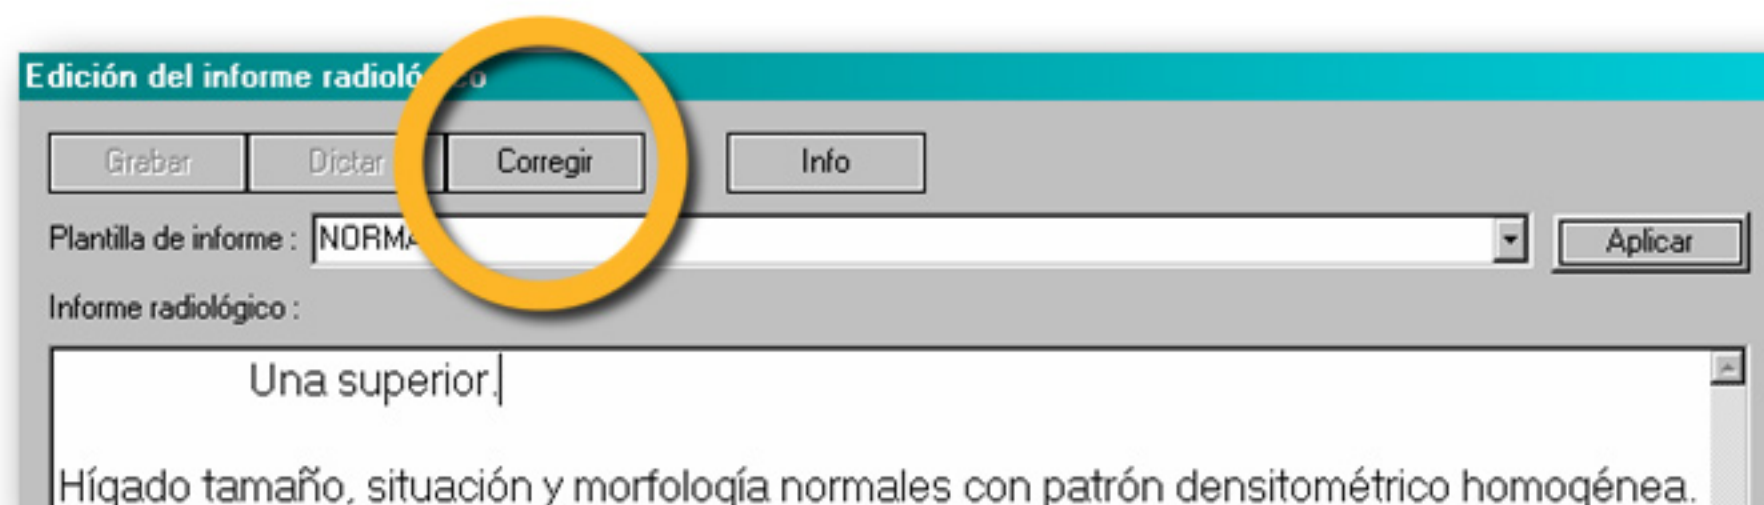 Edición del informe radiológico
Grabar Dictar Corregir Info
Plantilla de informe : NORMA Aplicar
Informe radiológico :
Una superior.
Hígado tamaño, situación y morfología normales con patrón densitométrico homogénea.